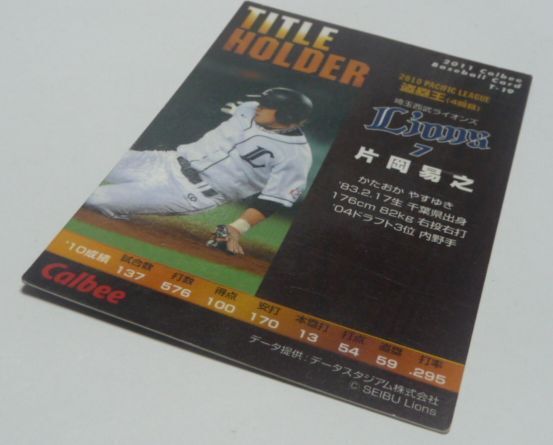 TITLE
HOLDER
2011 Calbee
Baseball Card
T-19
2010 PACIFIC LEAGUE
盗塁王(4回目)
埼玉西武ライオンズ
Lions
7
片岡易之
かたおか やすゆき
'83.2.17生 千葉県出身
176cm 82kg 右投右打
'04ドラフト3位 内野手
'10成績 試合数 打数 得点 安打 本塁打 打点 盗塁 打率
137 576 100 170 13 54 59 .295
Calbee
データ提供：データスタジアム株式会社
© SEIBU Lions